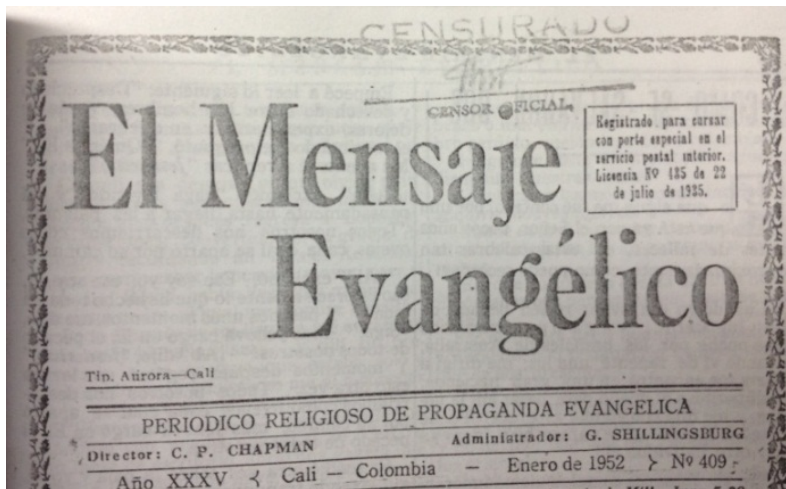 CENSURADO
CENSOR OFICIAL
El Mensaje
Evangélico
Registrado para cursar
con porte especial en el
servicio postal interior.
Licencia Nº 485 de 22
de julio de 1935.
Tip. Aurora—Cali
PERIODICO RELIGIOSO DE PROPAGANDA EVANGELICA
Director: C. P. CHAPMAN Administrador: G. SHILLINGSBURG
Año XXXV Cali — Colombia — Enero de 1952 Nº 409